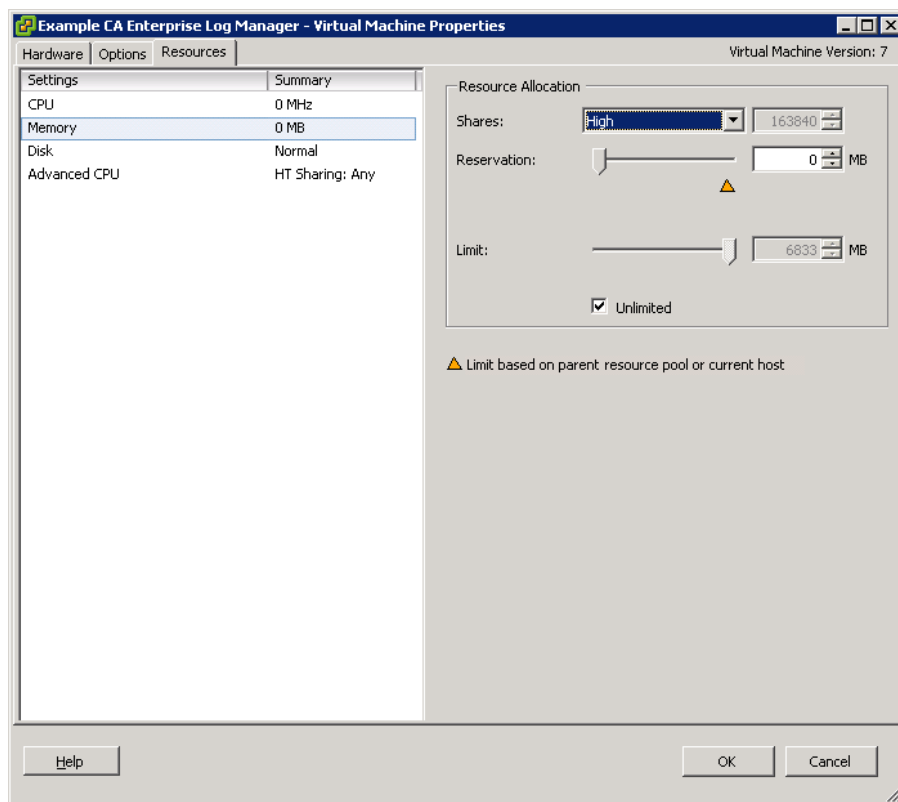 Example CA Enterprise Log Manager - Virtual Machine Properties
Hardware Options Resources Virtual Machine Version: 7
Settings Summary
CPU 0 MHz
Memory 0 MB
Disk Normal
Advanced CPU HT Sharing: Any
Resource Allocation
Shares: High 163840
Reservation: 0 MB
Limit: 6833 MB
Unlimited
Limit based on parent resource pool or current host
Help OK Cancel